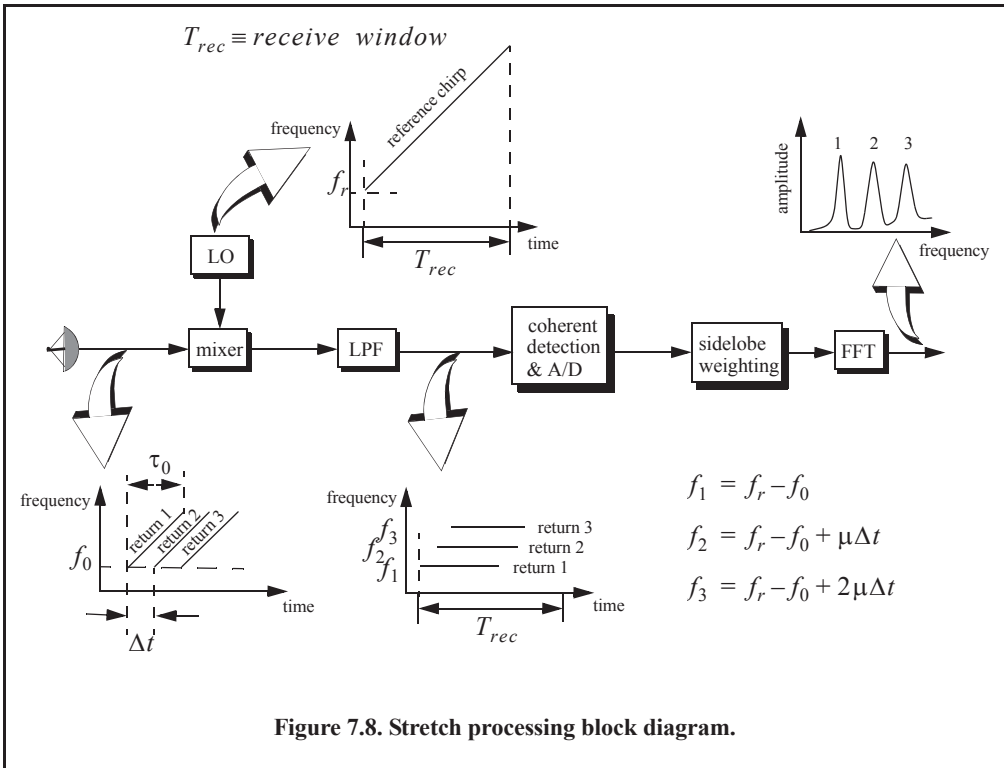 T_rec ≡ receive window
frequency
reference chirp
f_r
time
T_rec
LO
amplitude
1 2 3
frequency
mixer
LPF
coherent
detection
& A/D
sidelobe
weighting
FFT
τ_0
frequency
return 1
return 2
return 3
f_0
time
Δt
frequency
f_3
f_2
f_1
return 3
return 2
return 1
time
T_rec
f_1 = f_r – f_0
f_2 = f_r – f_0 + μΔt
f_3 = f_r – f_0 + 2μΔt
Figure 7.8. Stretch processing block diagram.